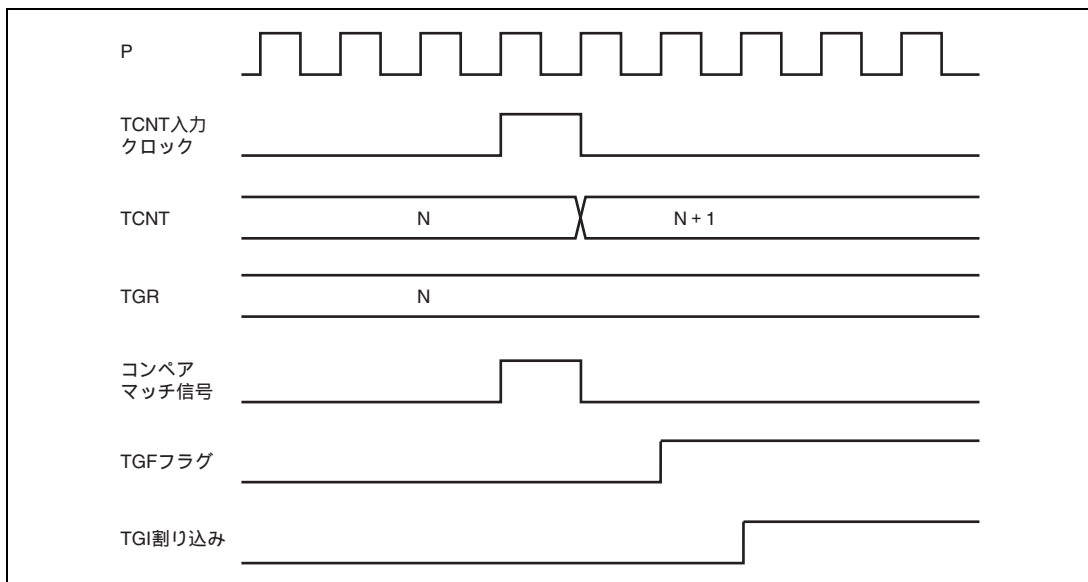 P
TCNT入力
クロック
TCNT
N
N + 1
TGR
N
コンペア
マッチ信号
TGFフラグ
TGI割り込み